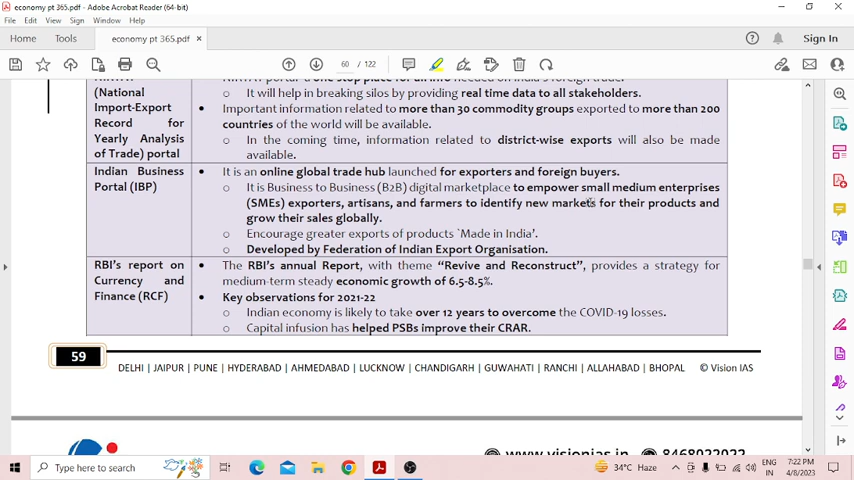 economy pt 365.pdf - Adobe Acrobat Reader (64-bit)
File Edit View Sign Window Help
Home Tools economy pt 365.pdf × Sign In
60 / 122
(National
Import-Export
Record for
Yearly Analysis
of Trade) portal
It will help in breaking silos by providing real time data to all stakeholders.
Important information related to more than 30 commodity groups exported to more than 200
countries of the world will be available.
In the coming time, information related to district-wise exports will also be made
available.
Indian Business
Portal (IBP)
It is an online global trade hub launched for exporters and foreign buyers.
It is Business to Business (B2B) digital marketplace to empower small medium enterprises
(SMEs) exporters, artisans, and farmers to identify new markets for their products and
grow their sales globally.
Encourage greater exports of products `Made in India'.
Developed by Federation of Indian Export Organisation.
RBI's report on
Currency and
Finance (RCF)
The RBI's annual Report, with theme "Revive and Reconstruct", provides a strategy for
medium-term steady economic growth of 6.5-8.5%.
Key observations for 2021-22
Indian economy is likely to take over 12 years to overcome the COVID-19 losses.
Capital infusion has helped PSBs improve their CRAR.
59
DELHI | JAIPUR | PUNE | HYDERABAD | AHMEDABAD | LUCKNOW | CHANDIGARH | GUWAHATI | RANCHI | ALLAHABAD | BHOPAL © Vision IAS
Type here to search
34°C Haze
ENG
IN
7:22 PM
4/8/2023